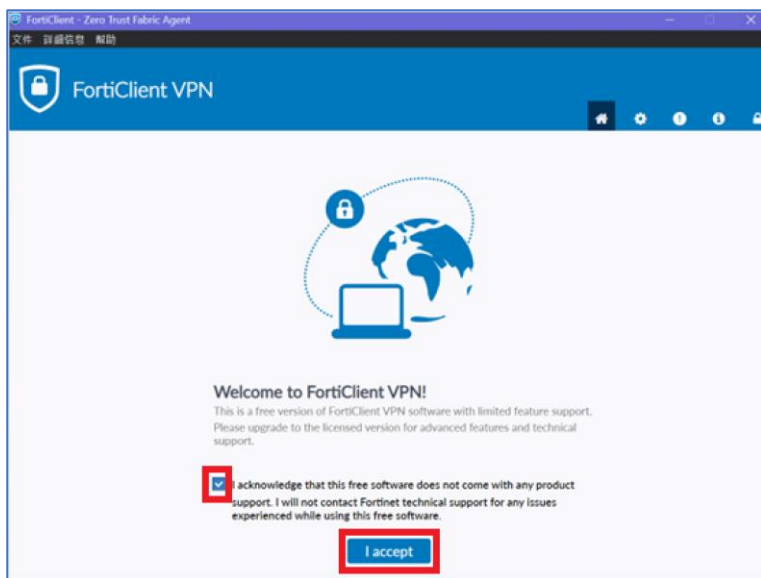 FortiClient - Zero Trust Fabric Agent
文件 詳細信息 幫助
FortiClient VPN
Welcome to FortiClient VPN!
This is a free version of FortiClient VPN software with limited feature support.
Please upgrade to the licensed version for advanced features and technical
support.
I acknowledge that this free software does not come with any product
support. I will not contact Fortinet technical support for any issues
experienced while using this free software.
I accept